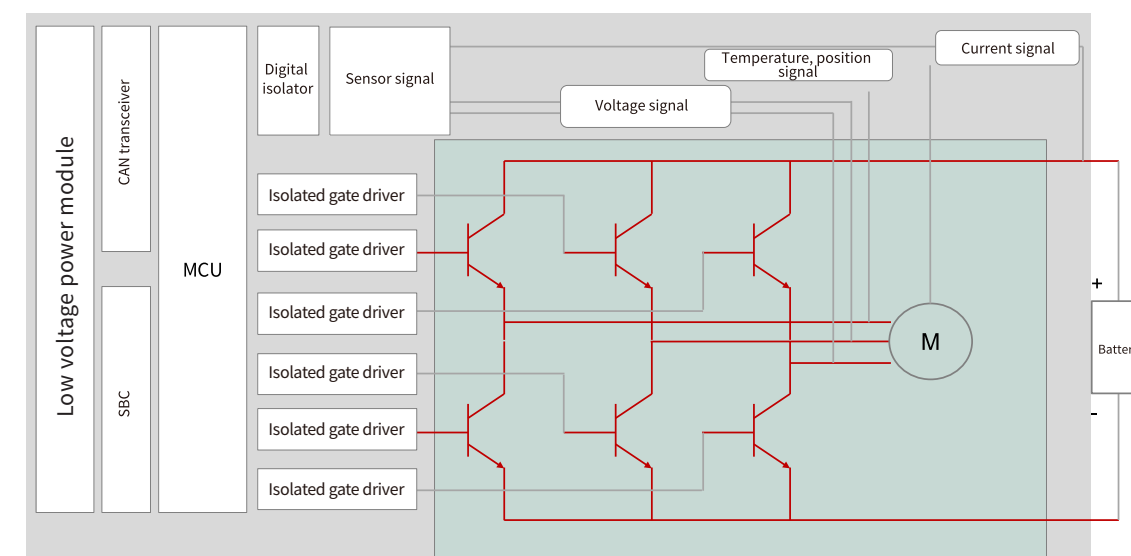 Low voltage power module
CAN transceiver
SBC
MCU
Digital
isolator
Sensor signal
Temperature, position
signal
Current signal
Voltage signal
Isolated gate driver
Isolated gate driver
Isolated gate driver
Isolated gate driver
Isolated gate driver
Isolated gate driver
M
+
Batter
-